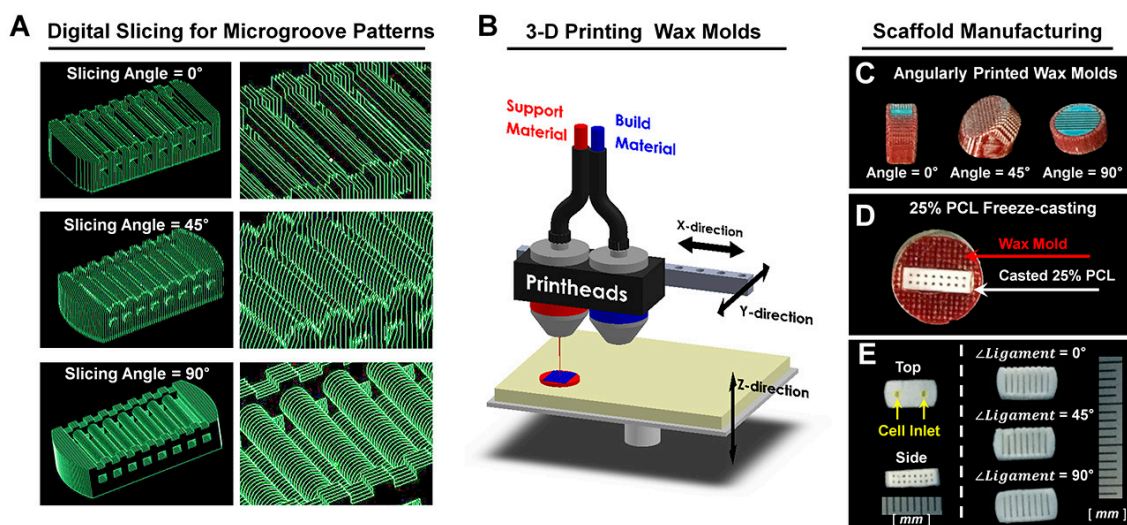 A
Digital Slicing for Microgroove Patterns
Slicing Angle = 0°
Slicing Angle = 45°
Slicing Angle = 90°
B
3-D Printing Wax Molds
Support
Material
Build
Material
X-direction
Printheads
Y-direction
Z-direction
Scaffold Manufacturing
C
Angularly Printed Wax Molds
Angle = 0°
Angle = 45°
Angle = 90°
D
25% PCL Freeze-casting
Wax Mold
Casted 25% PCL
E
Top
Cell Inlet
Side
[ mm ]
∠Ligament = 0°
∠Ligament = 45°
∠Ligament = 90°
[ mm ]